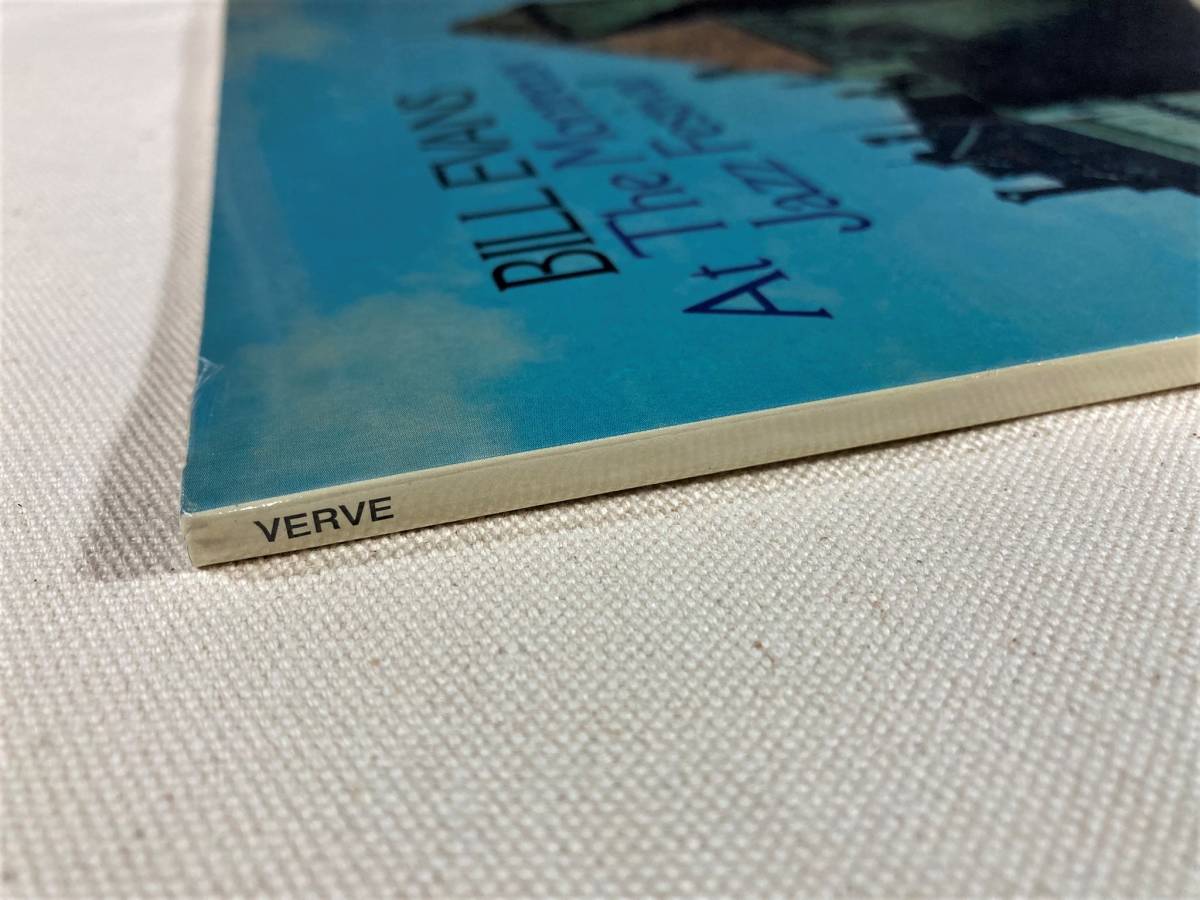 BILL EVANS
At The Montreux
Jazz Festival
VERVE